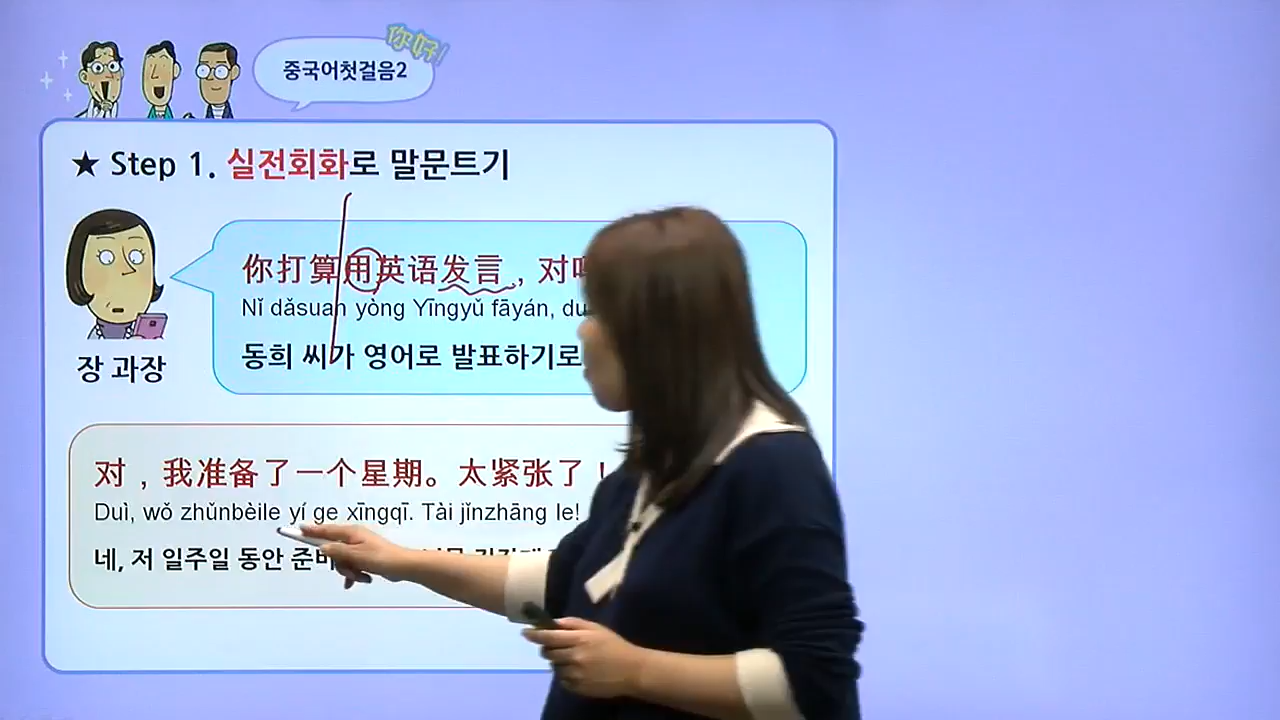 你好!
중국어첫걸음2
★ Step 1. 실전회화로 말문트기
你打算用英语发言，对
Nǐ dǎsuan yòng Yīngyǔ fāyán,
동희 씨가 영어로 발표하기로
장 과장
对，我准备了一个星期。太紧张了！
Duì, wǒ zhǔnbèile yí ge xīngqī. Tài jǐnzhāng le!
네, 저 일주일 동안